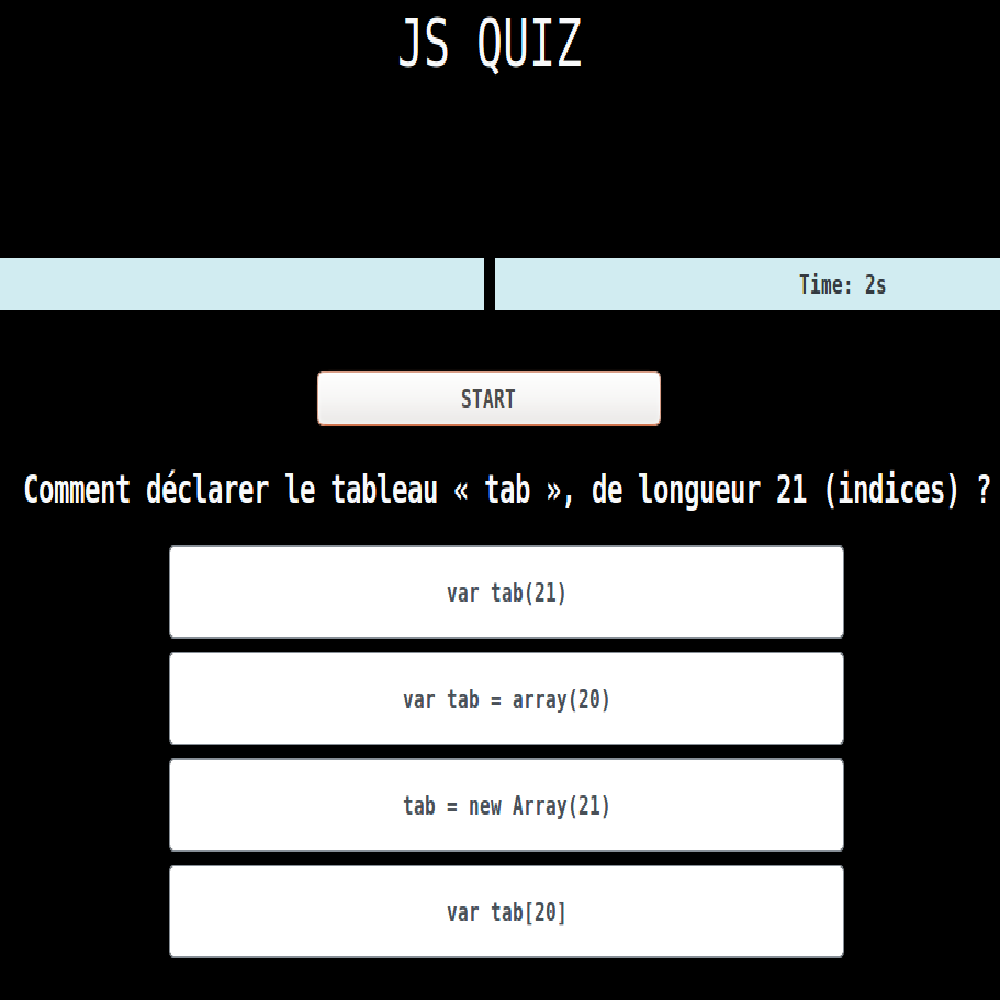 JS QUIZ
Time: 2s
START
Comment déclarer le tableau « tab », de longueur 21 (indices) ?
var tab(21)
var tab = array(20)
tab = new Array(21)
var tab[20]